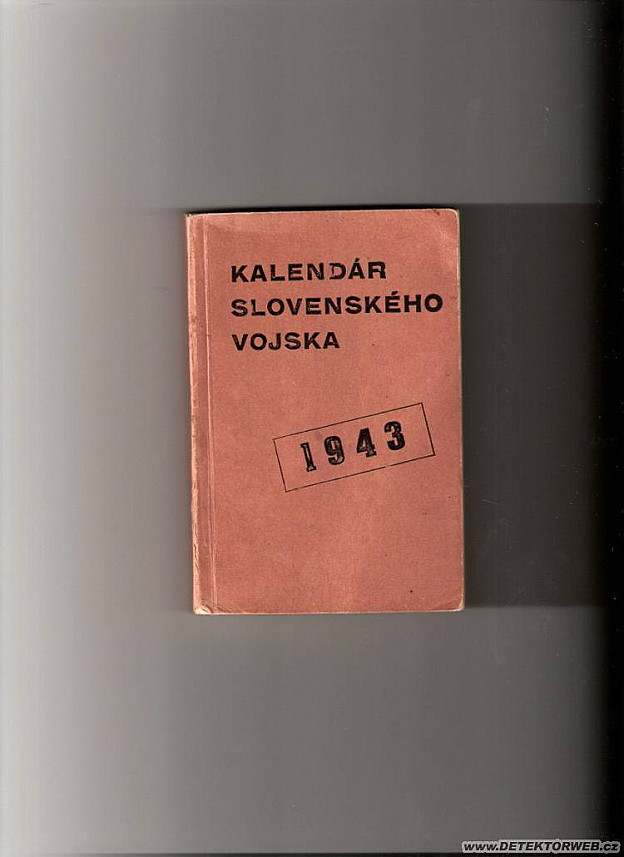 KALENDÁR
SLOVENSKÉHO
VOJSKA
1943
www.DETEKTORWEB.cz